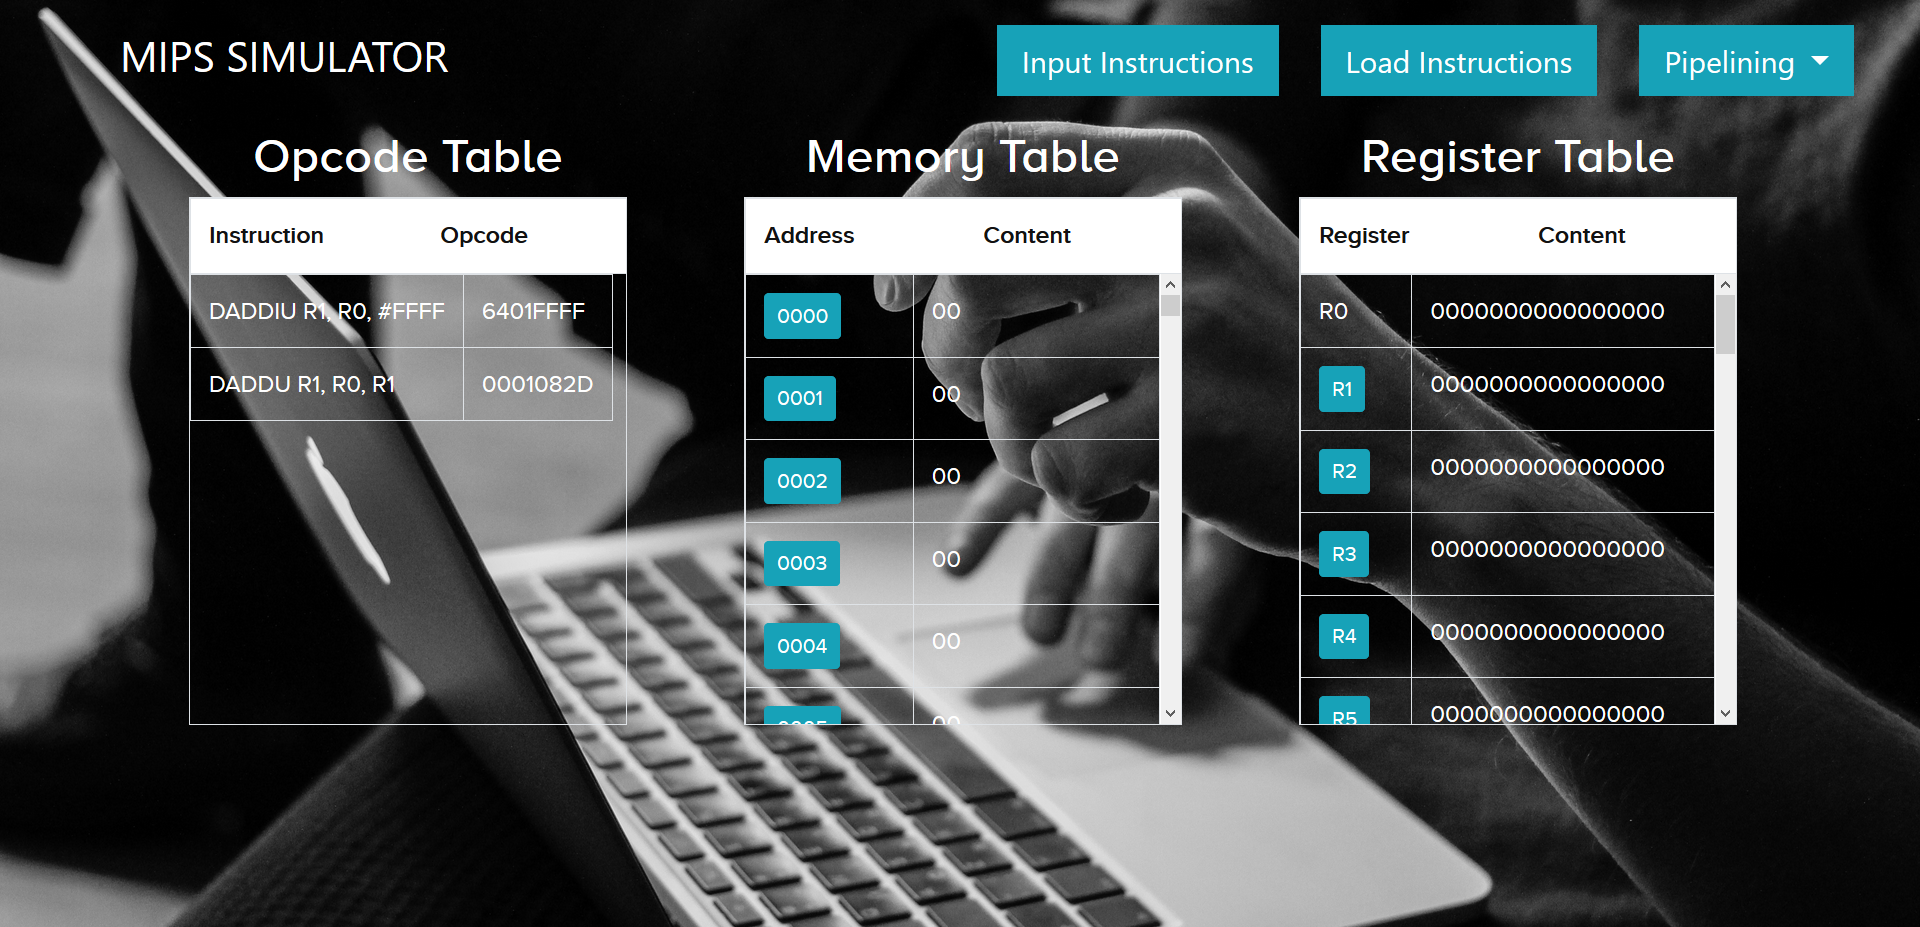 MIPS SIMULATOR
Input Instructions
Load Instructions
Pipelining
Opcode Table
Instruction Opcode
DADDIU R1, R0, #FFFF 6401FFFF
DADDU R1, R0, R1 0001082D
Memory Table
Address Content
0000 00
0001 00
0002 00
0003 00
0004 00
0005 00
Register Table
Register Content
R0 0000000000000000
R1 0000000000000000
R2 0000000000000000
R3 0000000000000000
R4 0000000000000000
R5 0000000000000000